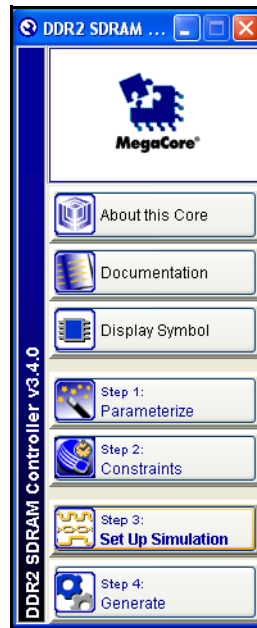 DDR2 SDRAM ...
MegaCore®
About this Core
Documentation
Display Symbol
Step 1:
Parameterize
Step 2:
Constraints
Step 3:
Set Up Simulation
Step 4:
Generate
DDR2 SDRAM Controller v3.4.0